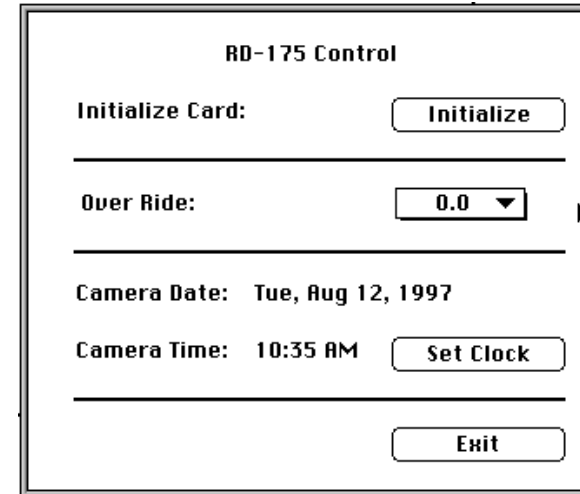 RD-175 Control
Initialize Card: Initialize
Over Ride: 0.0
Camera Date: Tue, Aug 12, 1997
Camera Time: 10:35 AM Set Clock
Exit